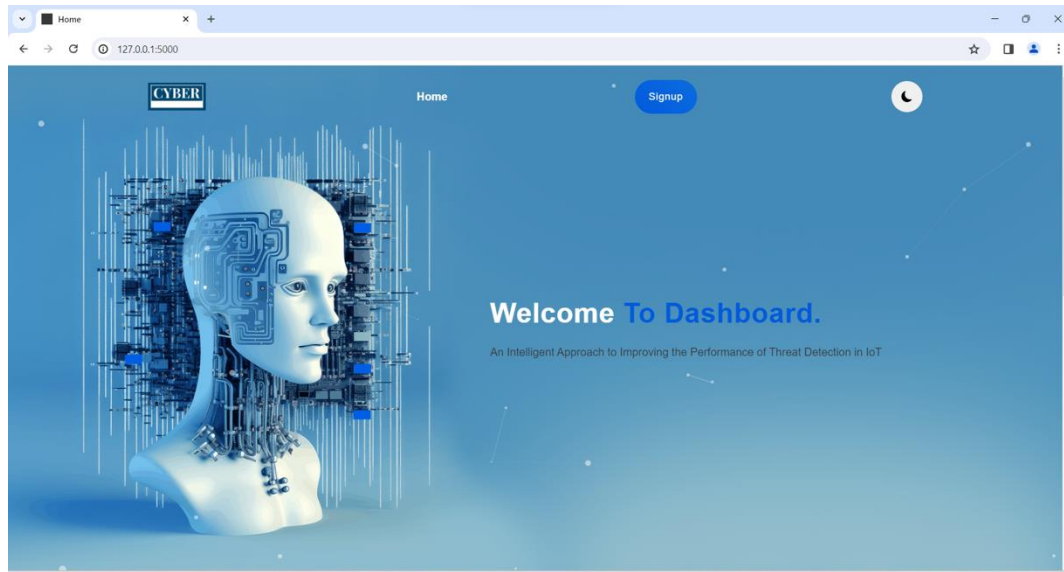 Home
127.0.0.1:5000
CYBER
Home
Signup
Welcome To Dashboard.
An Intelligent Approach to Improving the Performance of Threat Detection in IoT